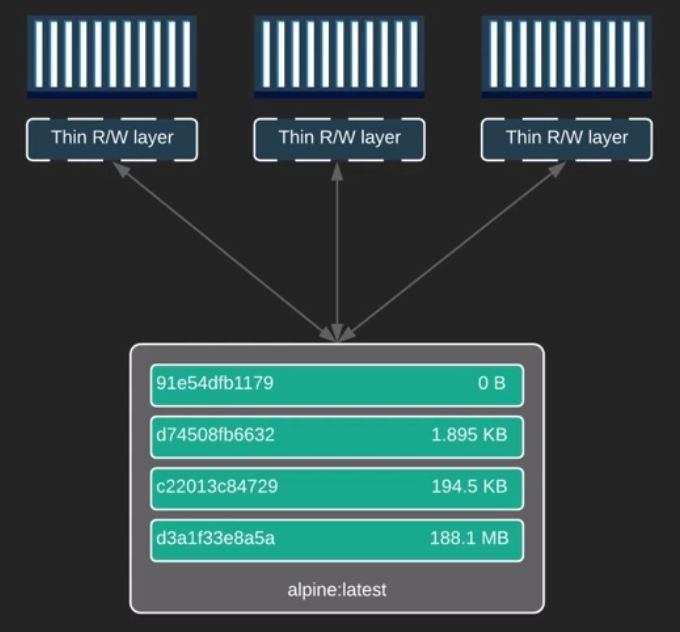 Thin R/W layer Thin R/W layer Thin R/W layer
91e54dfb1179 0 B
d74508fb6632 1.895 KB
c22013c84729 194.5 KB
d3a1f33e8a5a 188.1 MB
alpine:latest